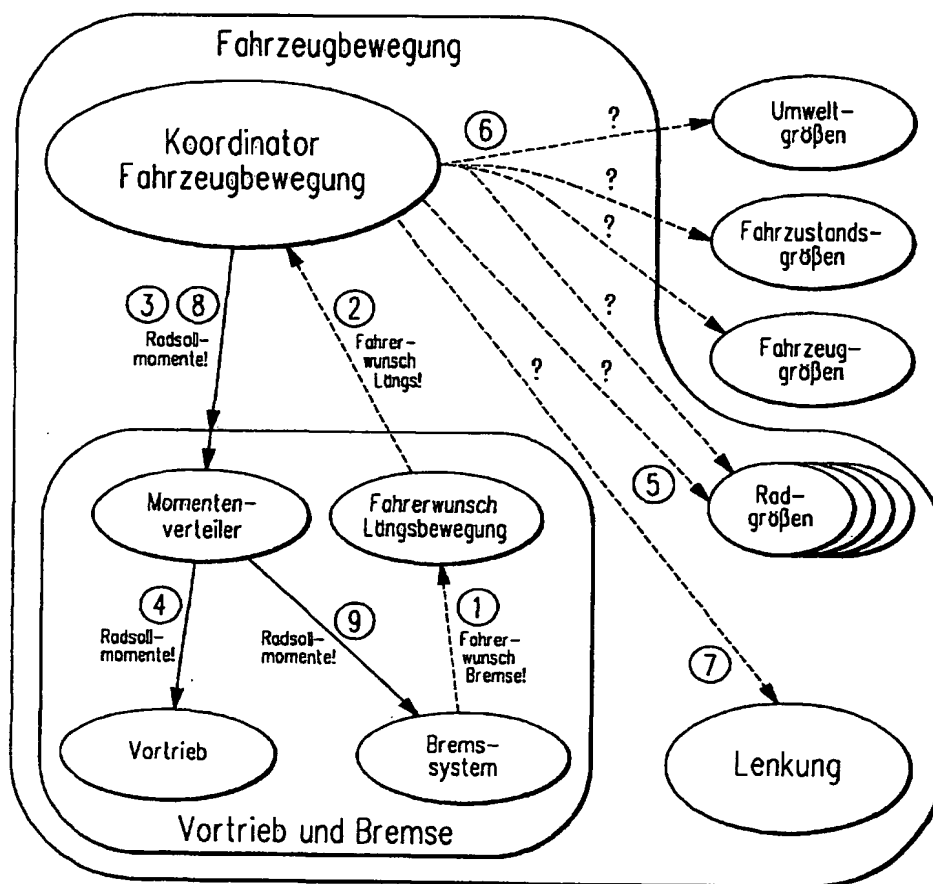 Fahrzeugbewegung
Koordinator
Fahrzeugbewegung
6
?
Umwelt-
größen
?
Fahrzustands-
größen
?
Fahrzeug-
größen
3 8
Radsoll-
momente!
2
Fahrer-
wunsch
Längs!
?
?
?
5
Rad-
größen
Momenten-
verteiler
Fahrerwunsch
Längsbewegung
4
Radsoll-
momente!
9
Radsoll-
momente!
1
Fahrer-
wunsch
Bremse!
7
Vortrieb
Brems-
system
Lenkung
Vortrieb und Bremse